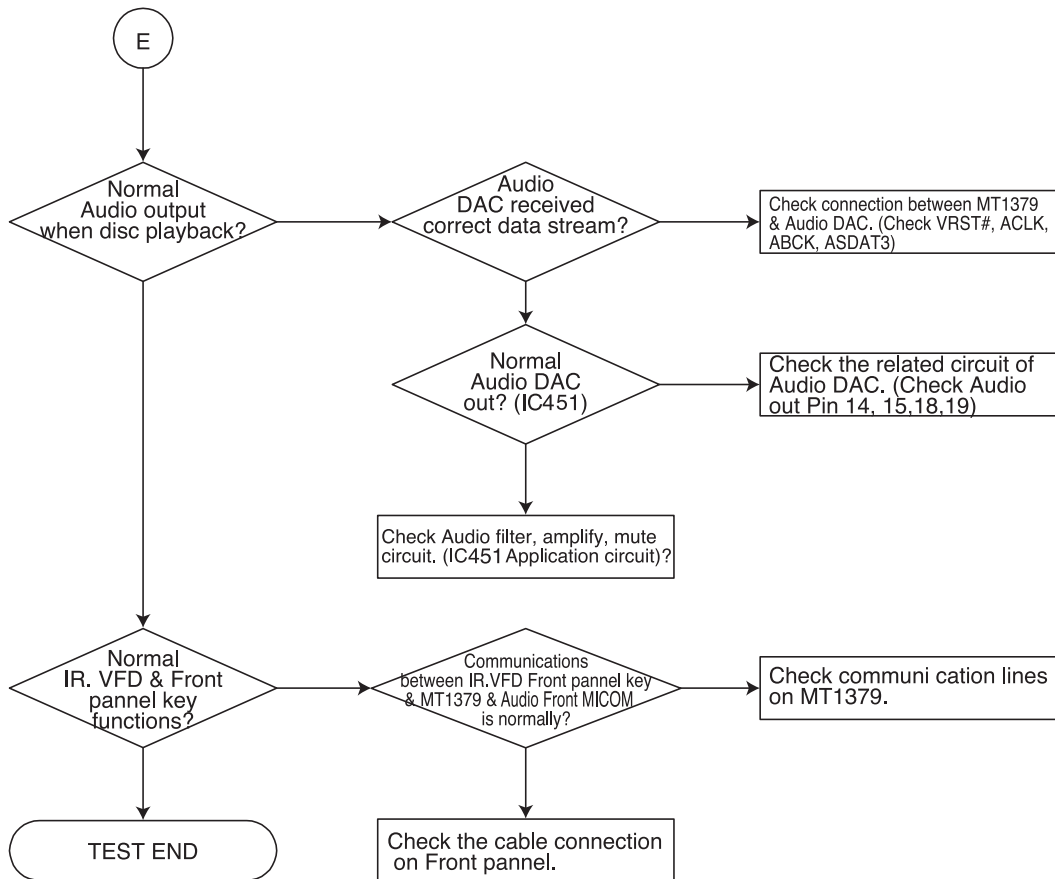 E
Normal
Audio output
when disc playback?
Audio
DAC received
correct data stream?
Check connection between MT1379
& Audio DAC. (Check VRST#, ACLK,
ABCK, ASDAT3)
Normal
Audio DAC
out? (IC451)
Check the related circuit of
Audio DAC. (Check Audio
out Pin 14, 15,18,19)
Check Audio filter, amplify, mute
circuit. (IC451 Application circuit)?
Normal
IR. VFD & Front
pannel key
functions?
Communications
between IR.VFD Front pannel key
& MT1379 & Audio Front MICOM
is normally?
Check communi cation lines
on MT1379.
TEST END
Check the cable connection
on Front pannel.